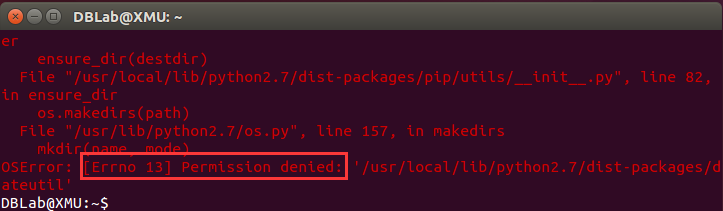 DBLab@XMU: ~
er
    ensure_dir(destdir)
  File "/usr/local/lib/python2.7/dist-packages/pip/utils/__init__.py", line 82,
in ensure_dir
    os.makedirs(path)
  File "/usr/lib/python2.7/os.py", line 157, in makedirs
    mkdir(name, mode)
OSError: [Errno 13] Permission denied: '/usr/local/lib/python2.7/dist-packages/d
ateutil'
DBLab@XMU:~$